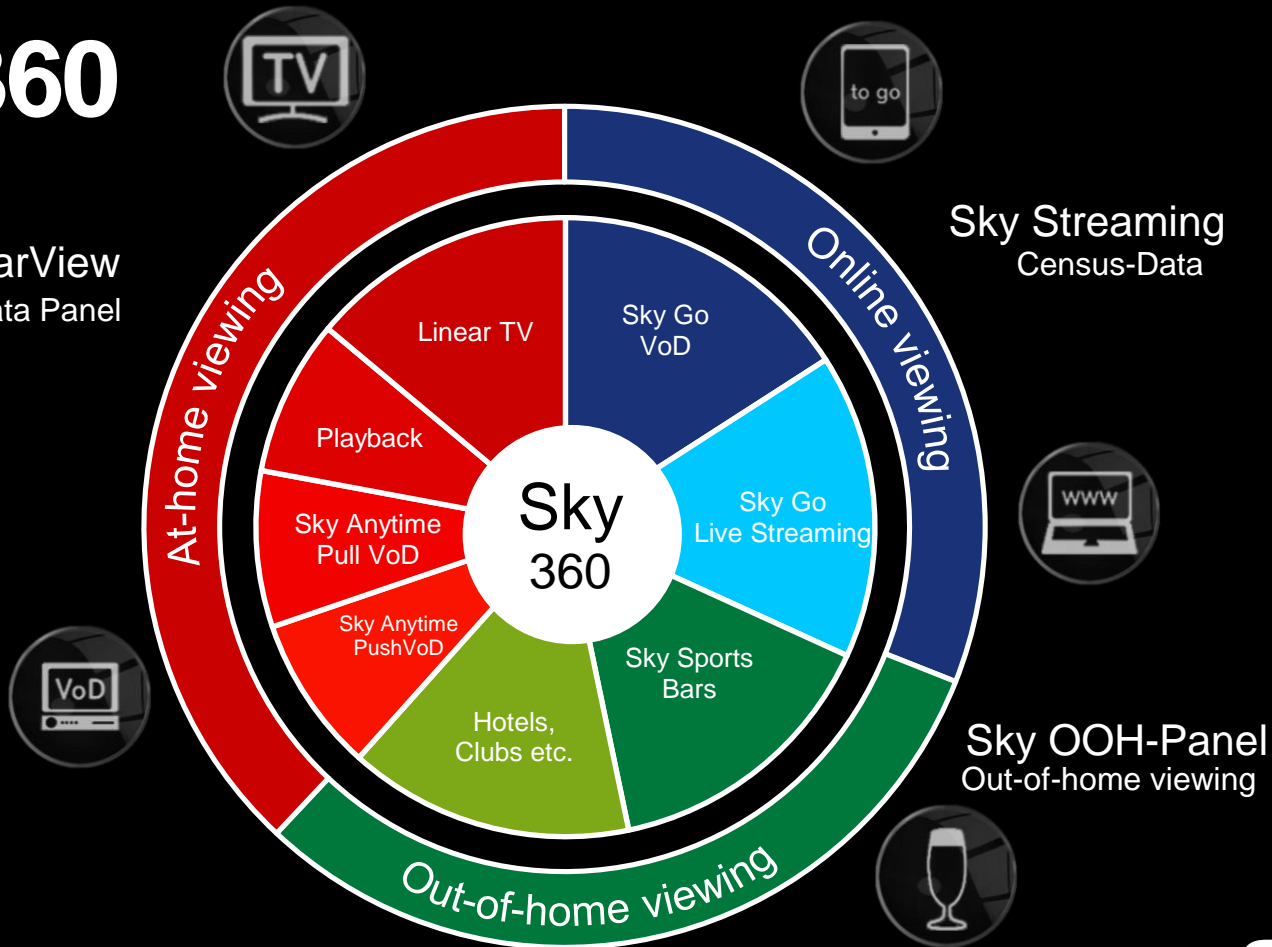 360
TV
to go
Sky Streaming
Census-Data
Data Panel
At-home viewing
Online viewing
Linear TV
Sky Go
VoD
Playback
Sky Anytime
Pull VoD
Sky Go
Live Streaming
Sky
360
www
Sky Anytime
PushVoD
Sky Sports
Bars
VoD
Hotels,
Clubs etc.
Sky OOH-Panel
Out-of-home viewing
Out-of-home viewing